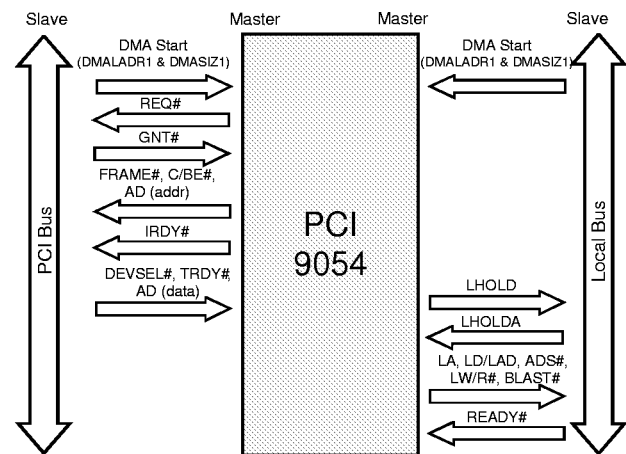 Slave
Master
Master
Slave
DMA Start
(DMALADR1 & DMASIZ1)
REQ#
GNT#
FRAME#, C/BE#,
AD (addr)
IRDY#
DEVSEL#, TRDY#,
AD (data)
PCI Bus
PCI
9054
DMA Start
(DMALADR1 & DMASIZ1)
LHOLD
LHOLDA
LA, LD/LAD, ADS#,
LW/R#, BLAST#
READY#
Local Bus